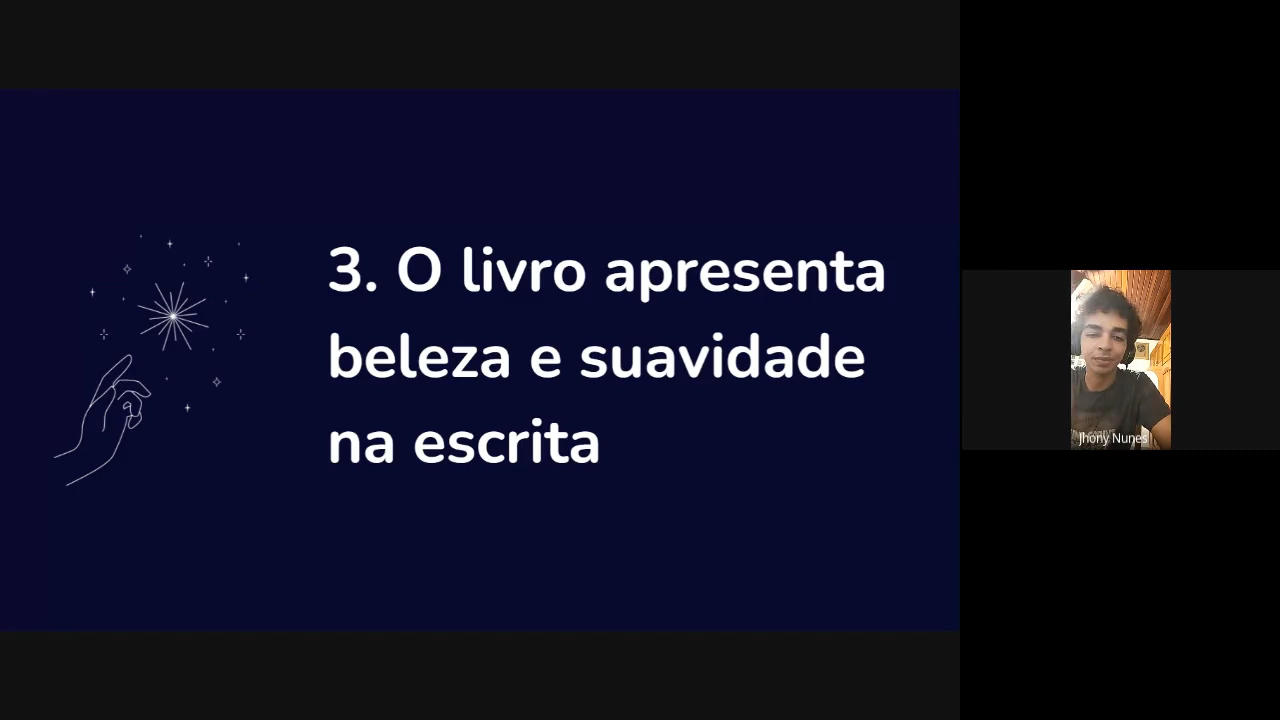 3. O livro apresenta
beleza e suavidade
na escrita
Jhony Nunes